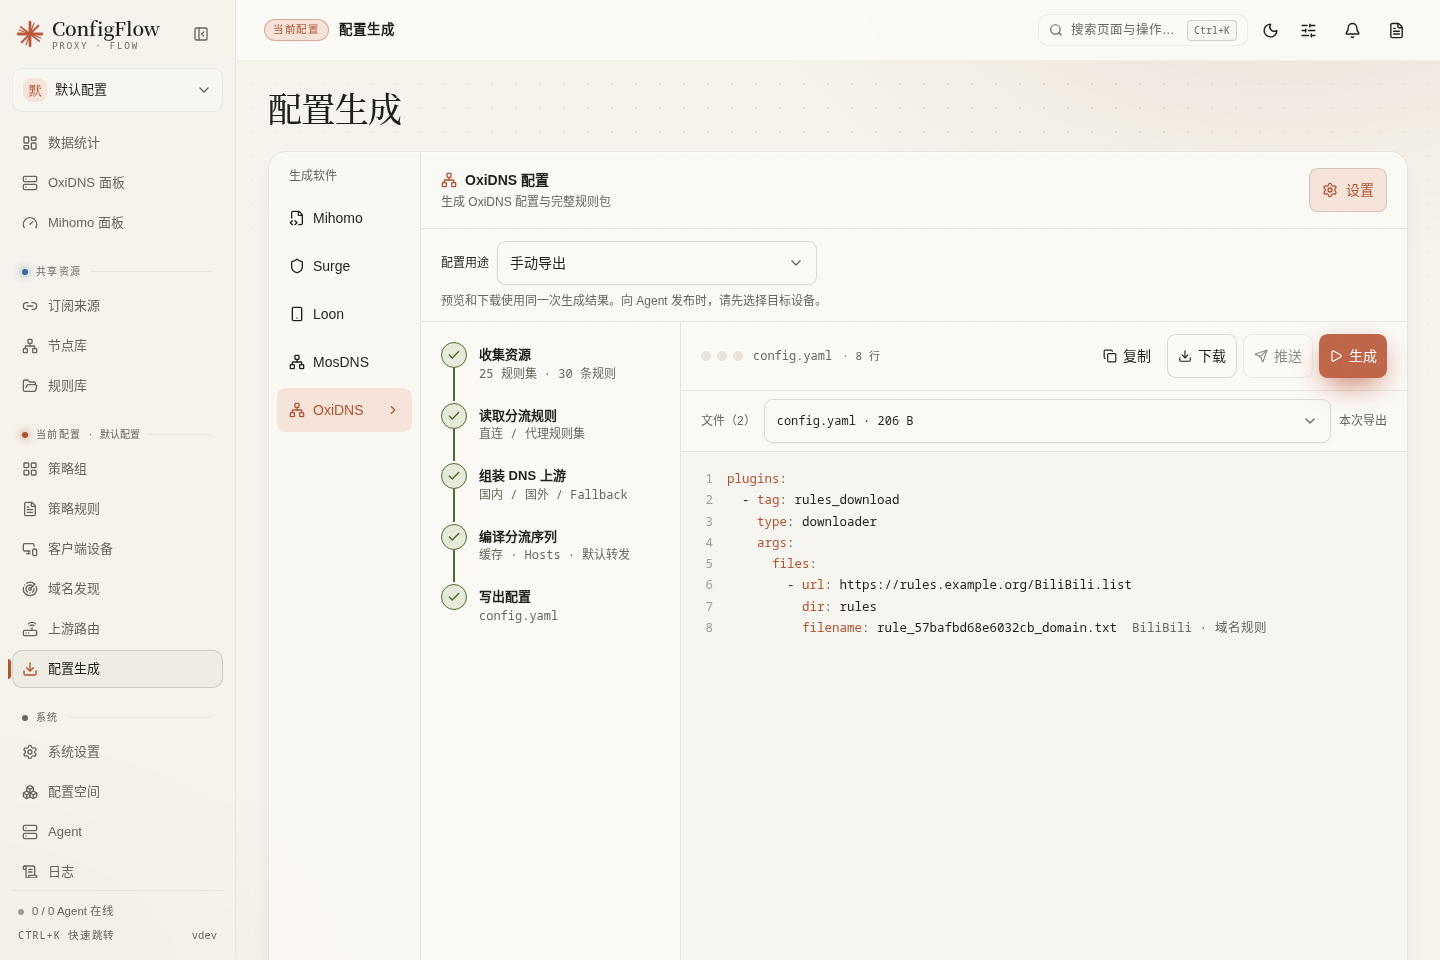 ConfigFlow
PROXY · FLOW
默 默认配置
数据统计
OxiDNS 面板
Mihomo 面板
共享资源
订阅来源
节点库
规则库
当前配置 · 默认配置
策略组
策略规则
客户端设备
域名发现
上游路由
配置生成
系统
系统设置
配置空间
Agent
日志
0 / 0 Agent 在线
CTRL+K 快速跳转 vdev
当前配置 配置生成
搜索页面与操作… Ctrl+K
配置生成
生成软件
Mihomo
Surge
Loon
MosDNS
OxiDNS
OxiDNS 配置
生成 OxiDNS 配置与完整规则包
设置
配置用途 手动导出
预览和下载使用同一次生成结果。向 Agent 发布时，请先选择目标设备。
收集资源
25 规则集 · 30 条规则
读取分流规则
直连 / 代理规则集
组装 DNS 上游
国内 / 国外 / Fallback
编译分流序列
缓存 · Hosts · 默认转发
写出配置
config.yaml
config.yaml · 8 行
复制 下载 推送 生成
文件（2） config.yaml · 206 B 本次导出
1 plugins:
2   - tag: rules_download
3     type: downloader
4     args:
5       files:
6         - url: https://rules.example.org/BiliBili.list
7           dir: rules
8           filename: rule_57bafbd68e6032cb_domain.txt  BiliBili · 域名规则